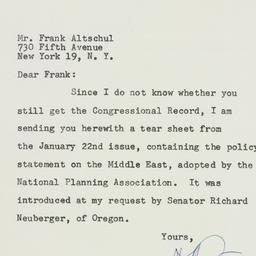 Mr. Frank Altschul
730 Fifth Avenue
New York 19, N. Y.
Dear Frank:
Since I do not know whether you
still get the Congressional Record, I am
sending you herewith a tear sheet from
the January 22nd issue, containing the policy
statement on the Middle East, adopted by the
National Planning Association. It was
introduced at my request by Senator Richard
Neuberger, of Oregon.
Yours,